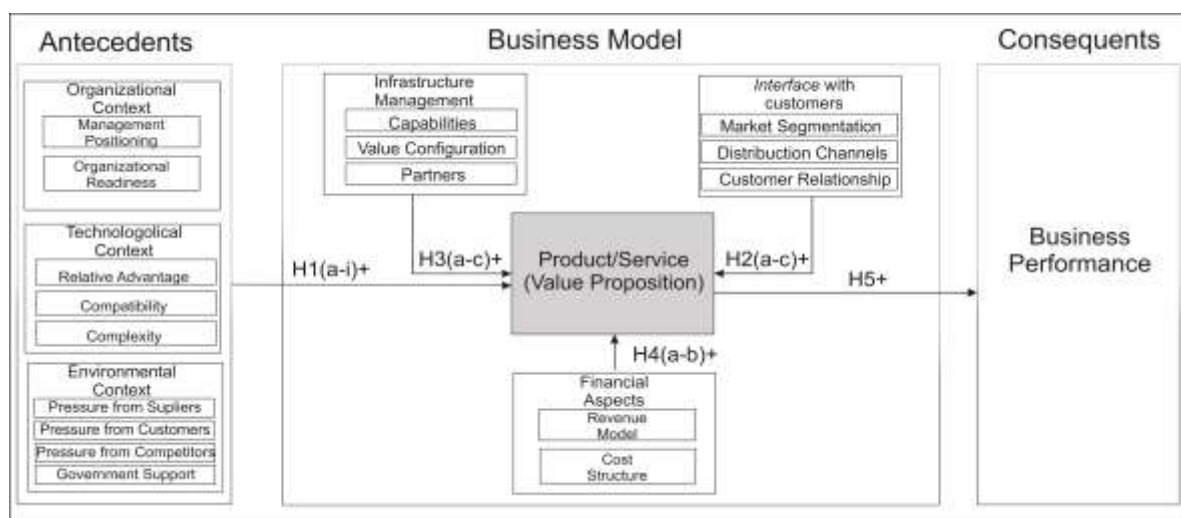 Antecedents
Business Model
Consequents
Organizational
Context
Management
Positioning
Organizational
Readiness
Technologolical
Context
Relative Advantage
Compatibility
Complexity
Environmental
Context
Pressure from Supliers
Pressure from Customers
Pressure from Competitors
Government Support
H1(a-i)+
Infrastructure
Management
Capabilities
Value Configuration
Partners
H3(a-c)+
Interface with
customers
Market Segmentation
Distribuction Channels
Customer Relationship
H2(a-c)+
Product/Service
(Value Proposition)
H4(a-b)+
Financial
Aspects
Revenue
Model
Cost
Structure
H5+
Business
Performance